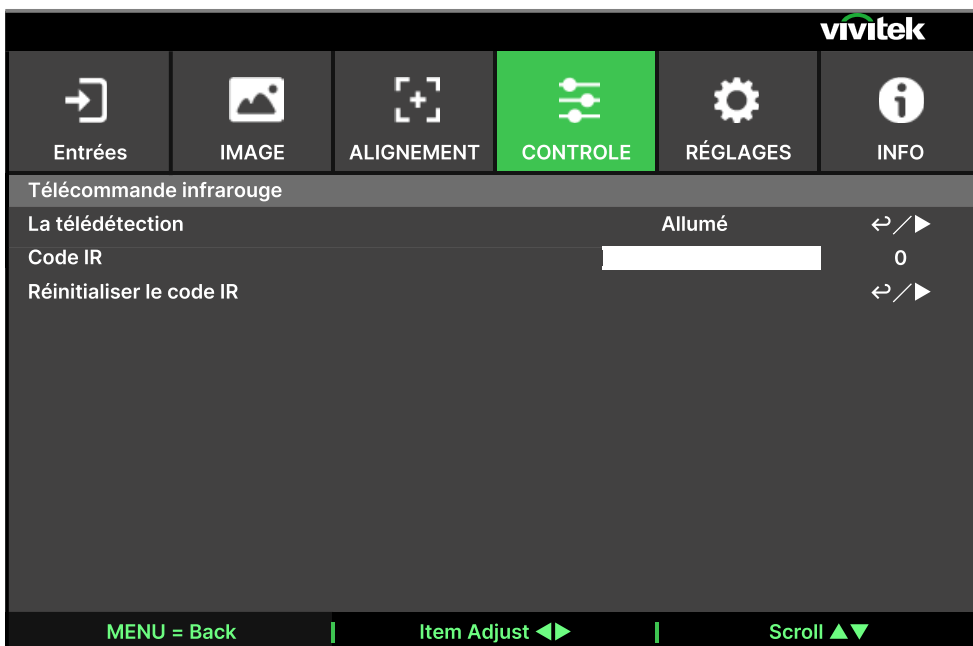 vivitek
Entrées IMAGE ALIGNEMENT CONTROLE RÉGLAGES INFO
Télécommande infrarouge
La télédétection Allumé ↩/▶
Code IR 0
Réinitialiser le code IR ↩/▶
MENU = Back Item Adjust ◀▶ Scroll ▲▼